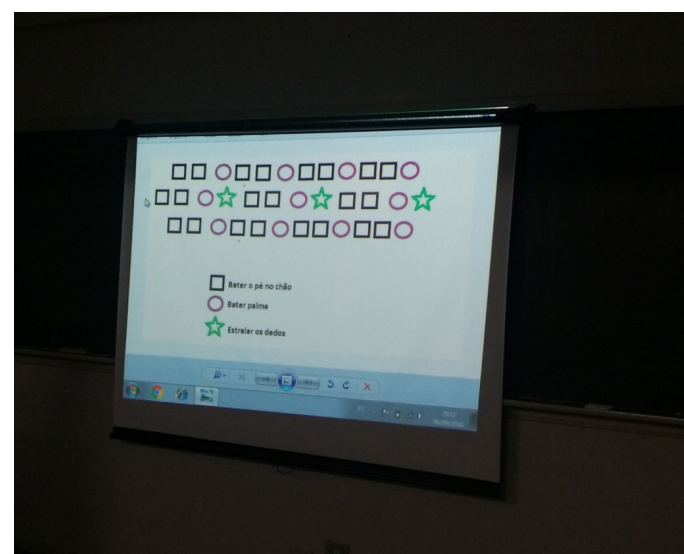 Bater o pé no chão
Bater palma
Estralar os dedos